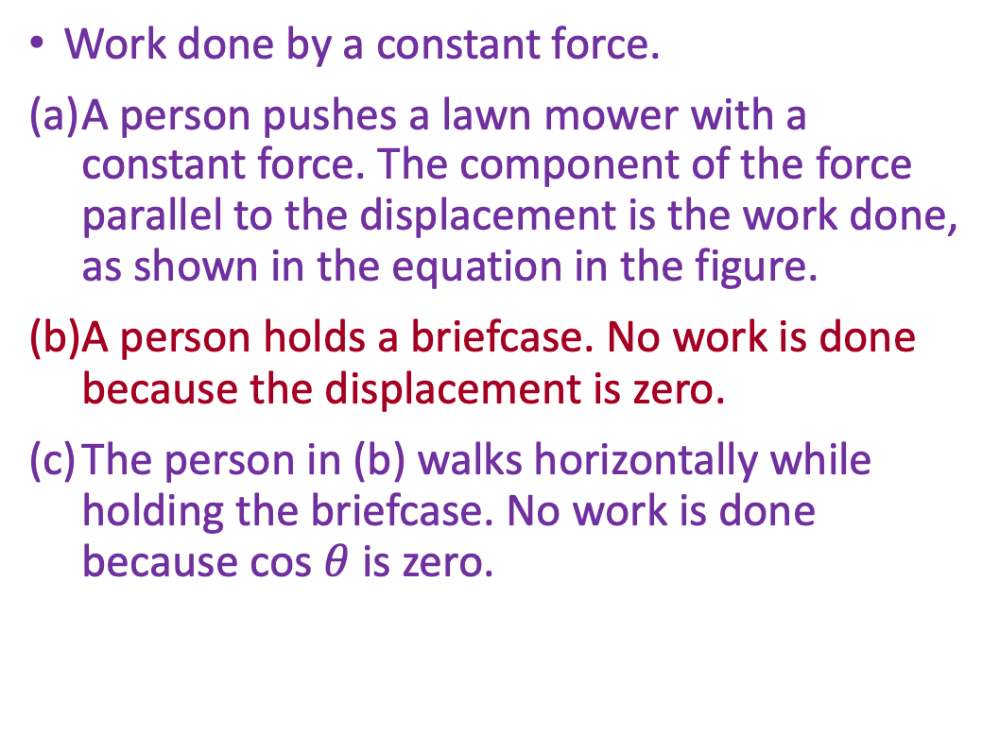 • Work done by a constant force.
(a)A person pushes a lawn mower with a
constant force. The component of the force
parallel to the displacement is the work done,
as shown in the equation in the figure.
(b)A person holds a briefcase. No work is done
because the displacement is zero.
(c)The person in (b) walks horizontally while
holding the briefcase. No work is done
because cos 𝜃 is zero.